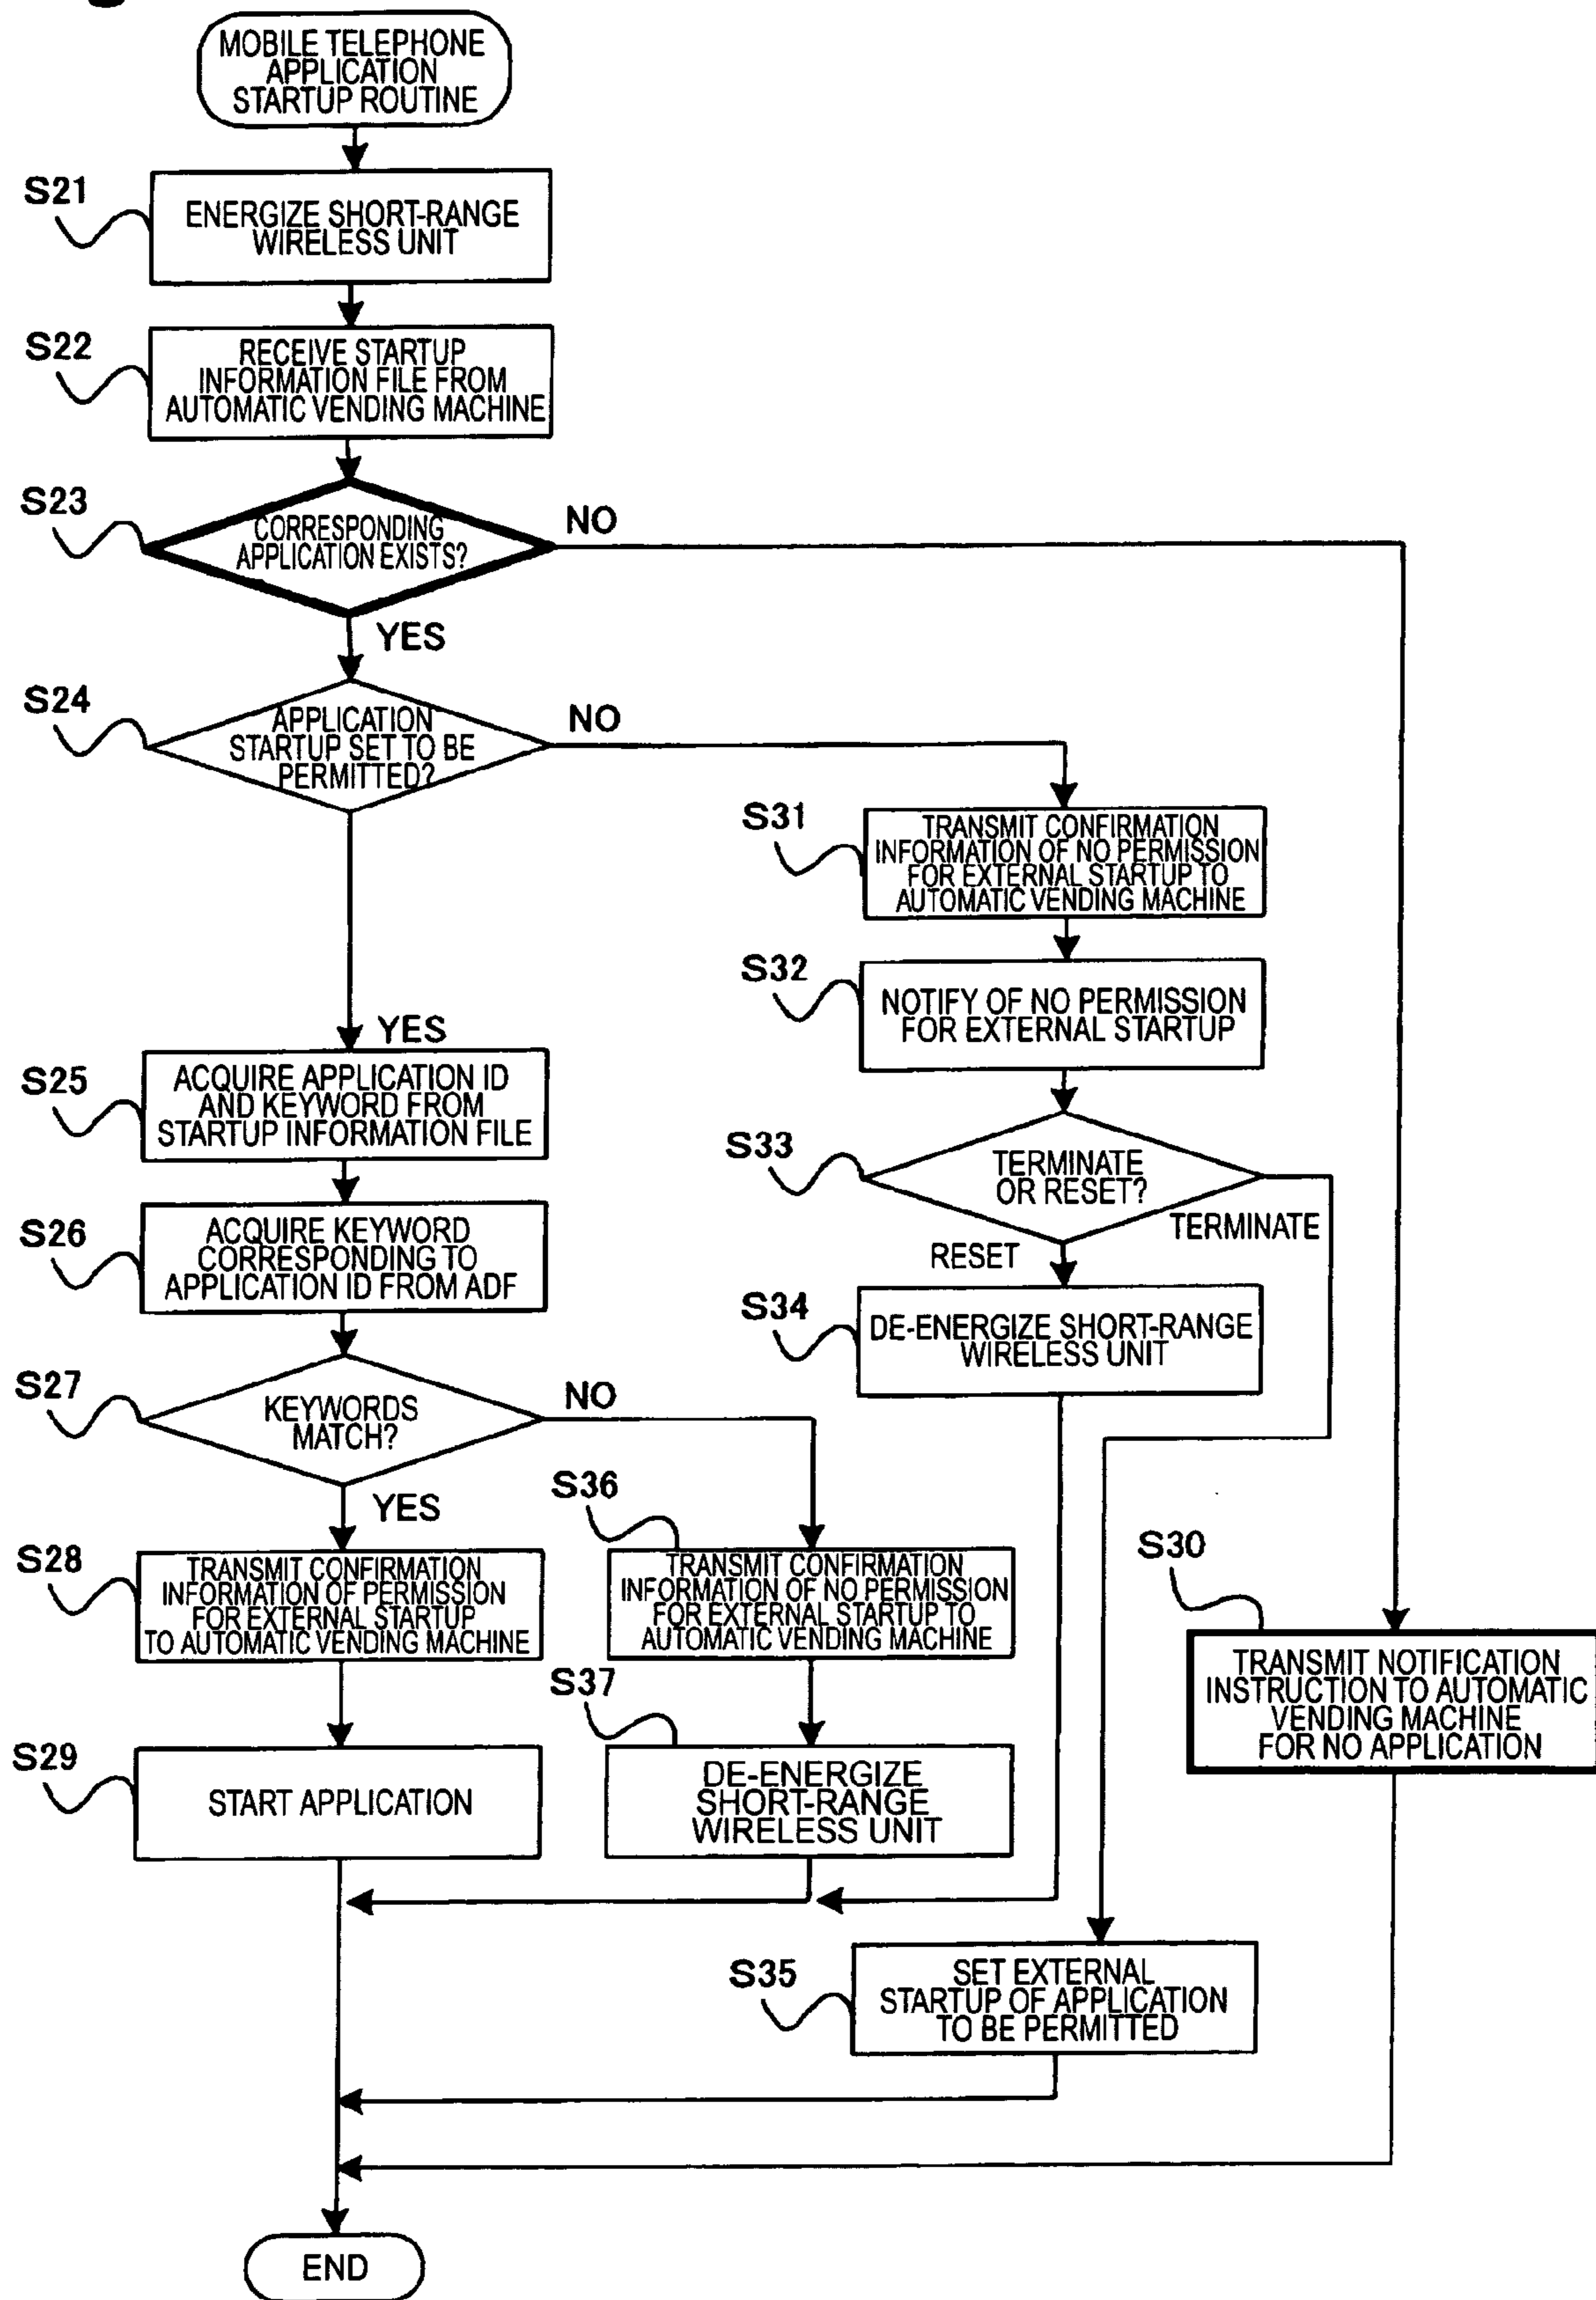 MOBILE TELEPHONE
APPLICATION
STARTUP ROUTINE
S21
ENERGIZE SHORT-RANGE
WIRELESS UNIT
S22
RECEIVE STARTUP
INFORMATION FILE FROM
AUTOMATIC VENDING MACHINE
S23
CORRESPONDING
APPLICATION EXISTS?
NO
YES
S24
APPLICATION
STARTUP SET TO BE
PERMITTED?
NO
YES
S31
TRANSMIT CONFIRMATION
INFORMATION OF NO PERMISSION
FOR EXTERNAL STARTUP TO
AUTOMATIC VENDING MACHINE
S32
NOTIFY OF NO PERMISSION
FOR EXTERNAL STARTUP
S25
ACQUIRE APPLICATION ID
AND KEYWORD FROM
STARTUP INFORMATION FILE
S33
TERMINATE
OR RESET?
TERMINATE
RESET
S26
ACQUIRE KEYWORD
CORRESPONDING TO
APPLICATION ID FROM ADF
S34
DE-ENERGIZE SHORT-RANGE
WIRELESS UNIT
S27
KEYWORDS
MATCH?
NO
YES
S28
TRANSMIT CONFIRMATION
INFORMATION OF PERMISSION
FOR EXTERNAL STARTUP
TO AUTOMATIC VENDING MACHINE
S36
TRANSMIT CONFIRMATION
INFORMATION OF NO PERMISSION
FOR EXTERNAL STARTUP TO
AUTOMATIC VENDING MACHINE
S30
TRANSMIT NOTIFICATION
INSTRUCTION TO AUTOMATIC
VENDING MACHINE
FOR NO APPLICATION
S29
START APPLICATION
S37
DE-ENERGIZE
SHORT-RANGE
WIRELESS UNIT
S35
SET EXTERNAL
STARTUP OF APPLICATION
TO BE PERMITTED
END